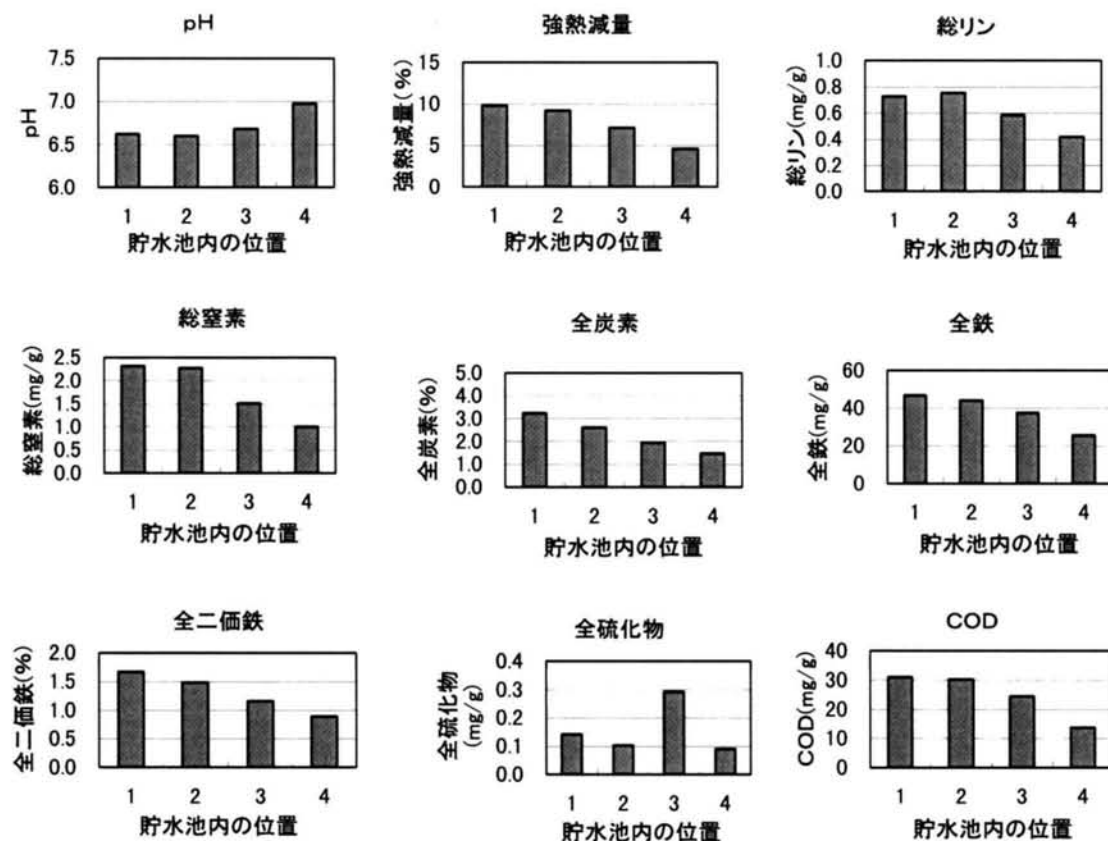 pH
7.5
7.0
6.5
6.0
pH
1 2 3 4
貯水池内の位置
強熱減量
15
10
5
0
強熱減量(%)
1 2 3 4
貯水池内の位置
総リン
1.0
0.8
0.6
0.4
0.2
0.0
総リン(mg/g)
1 2 3 4
貯水池内の位置
総窒素
2.5
2.0
1.5
1.0
0.5
0.0
総窒素(mg/g)
1 2 3 4
貯水池内の位置
全炭素
5.0
4.0
3.0
2.0
1.0
0.0
全炭素(%)
1 2 3 4
貯水池内の位置
全鉄
60
40
20
0
全鉄(mg/g)
1 2 3 4
貯水池内の位置
全二価鉄
2.0
1.5
1.0
0.5
0.0
全二価鉄(%)
1 2 3 4
貯水池内の位置
全硫化物
0.4
0.3
0.2
0.1
0.0
全硫化物
(mg/g)
1 2 3 4
貯水池内の位置
COD
40
30
20
10
0
COD(mg/g)
1 2 3 4
貯水池内の位置